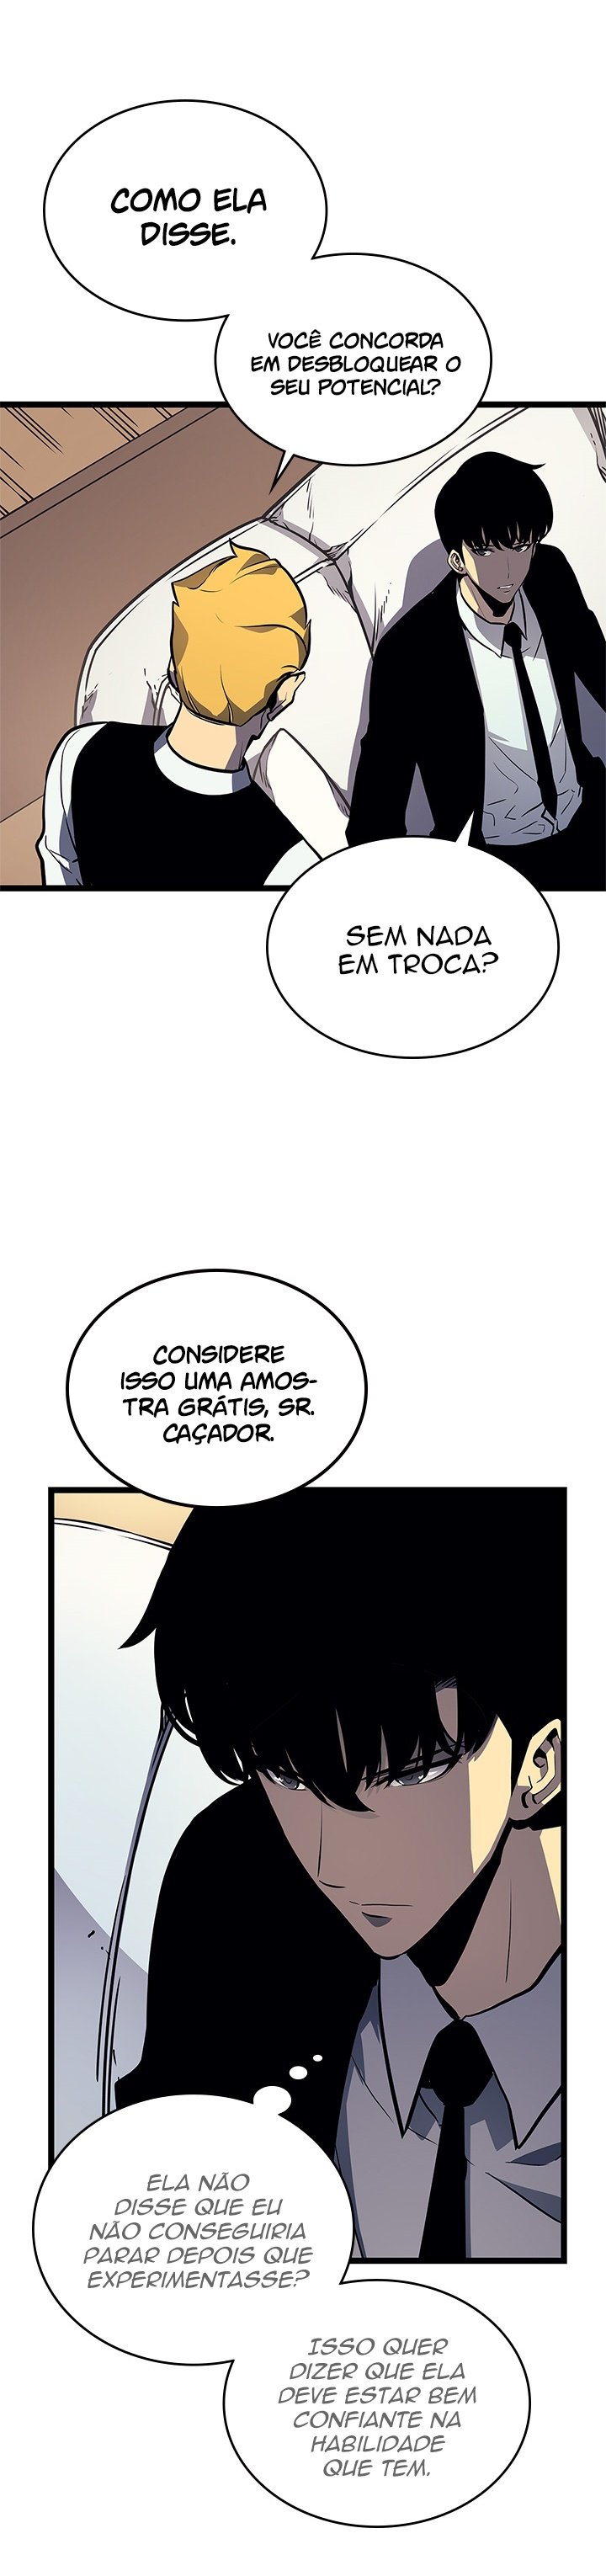 COMO ELA
DISSE.
VOCÊ CONCORDA
EM DESBLOQUEAR O
SEU POTENCIAL?
SEM NADA
EM TROCA?
CONSIDERE
ISSO UMA AMOS-
TRA GRÁTIS, SR.
CAÇADOR.
ELA NÃO
DISSE QUE EU
NÃO CONSEGUIRIA
PARAR DEPOIS QUE
EXPERIMENTASSE?
ISSO QUER
DIZER QUE ELA
DEVE ESTAR BEM
CONFIANTE NA
HABILIDADE
QUE TEM.